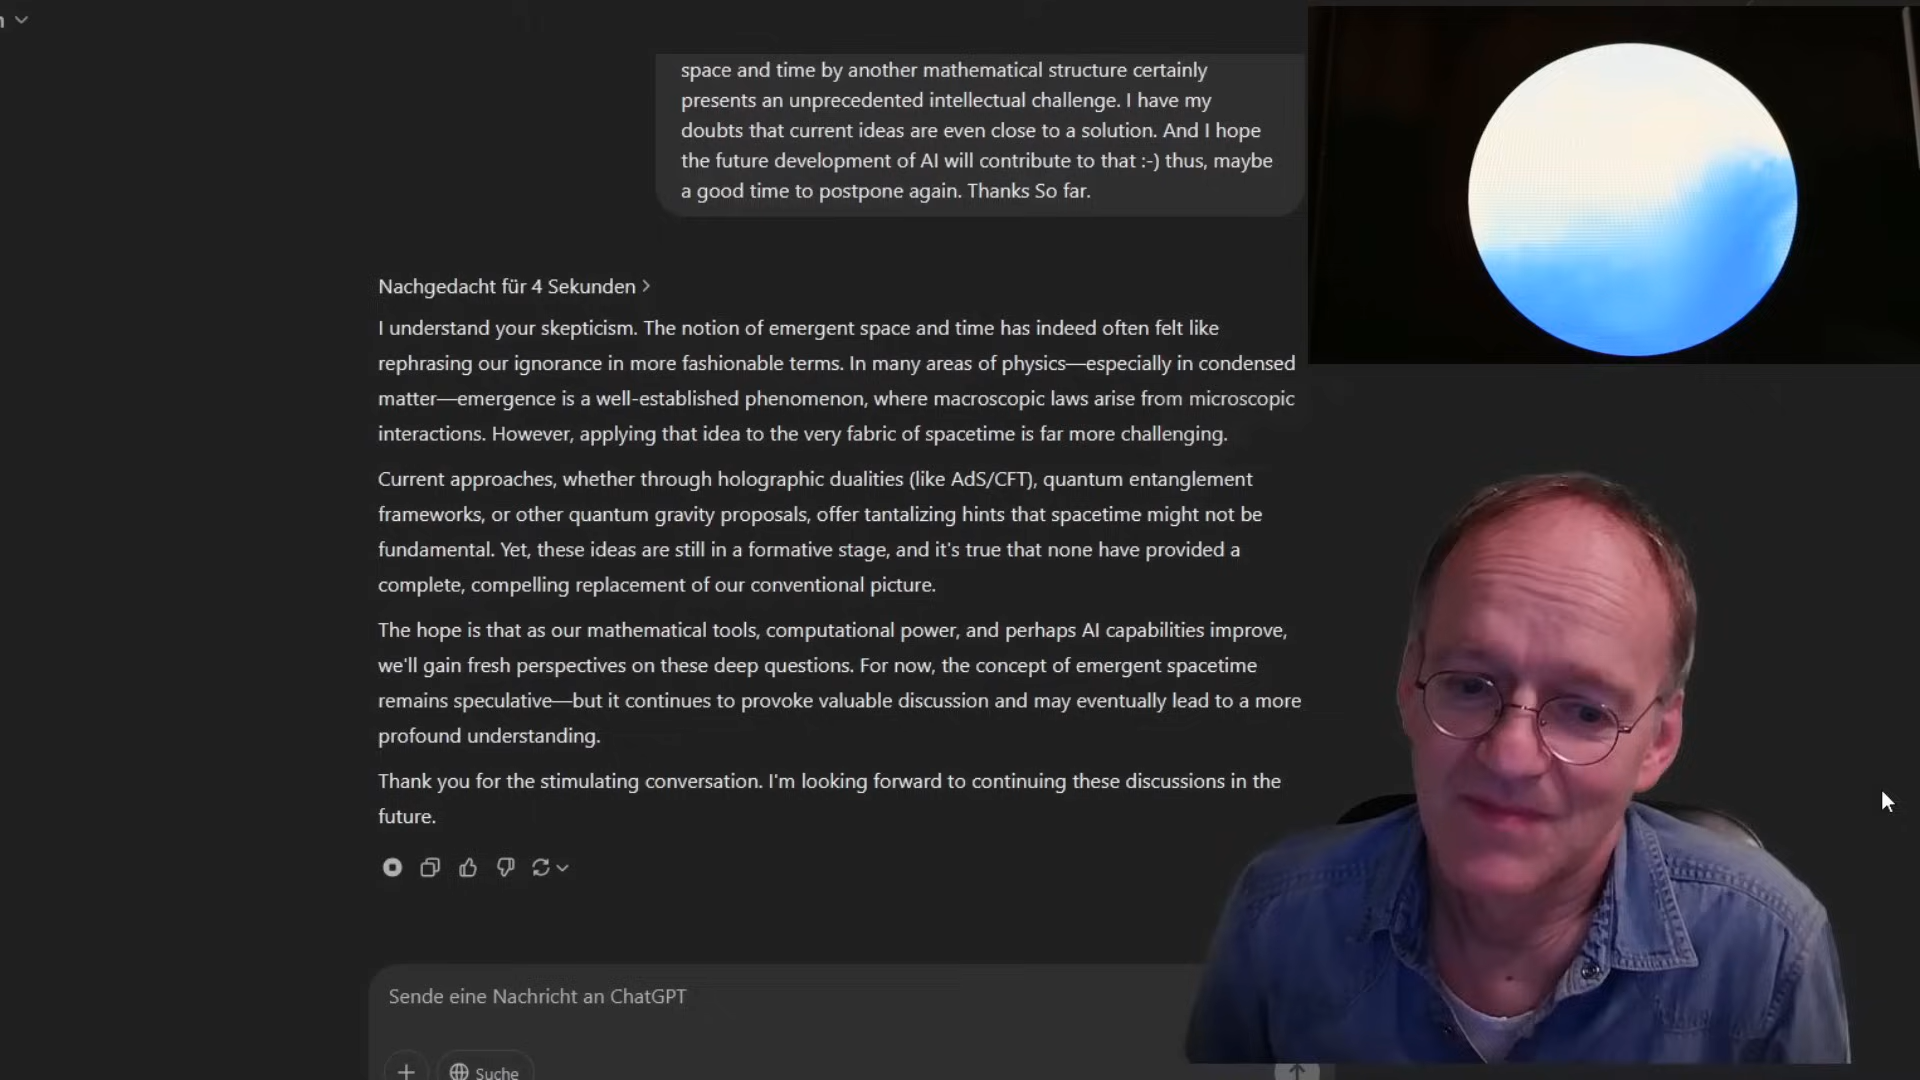 space and time by another mathematical structure certainly
presents an unprecedented intellectual challenge. I have my
doubts that current ideas are even close to a solution. And I hope
the future development of AI will contribute to that :-) thus, maybe
a good time to postpone again. Thanks So far.
Nachgedacht für 4 Sekunden >
I understand your skepticism. The notion of emergent space and time has indeed often felt like
rephrasing our ignorance in more fashionable terms. In many areas of physics—especially in condensed
matter—emergence is a well-established phenomenon, where macroscopic laws arise from microscopic
interactions. However, applying that idea to the very fabric of spacetime is far more challenging.
Current approaches, whether through holographic dualities (like AdS/CFT), quantum entanglement
frameworks, or other quantum gravity proposals, offer tantalizing hints that spacetime might not be
fundamental. Yet, these ideas are still in a formative stage, and it's true that none have provided a
complete, compelling replacement of our conventional picture.
The hope is that as our mathematical tools, computational power, and perhaps AI capabilities improve,
we'll gain fresh perspectives on these deep questions. For now, the concept of emergent spacetime
remains speculative—but it continues to provoke valuable discussion and may eventually lead to a more
profound understanding.
Thank you for the stimulating conversation. I'm looking forward to continuing these discussions in the
future.
Sende eine Nachricht an ChatGPT
Suche